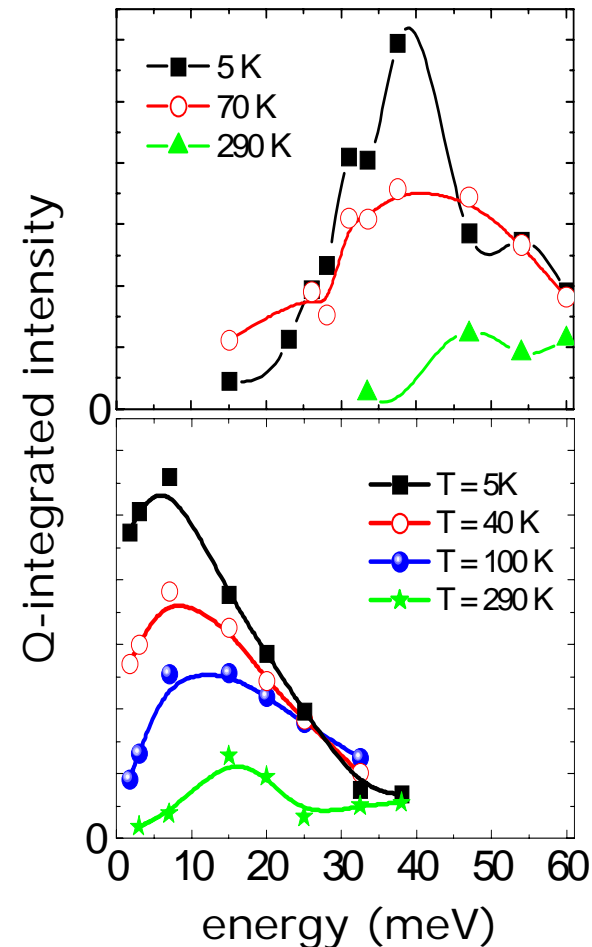 5 K
70 K
290 K
0
Q-integrated intensity
T = 5K
T = 40 K
T = 100 K
T = 290 K
0
0 10 20 30 40 50 60
energy (meV)